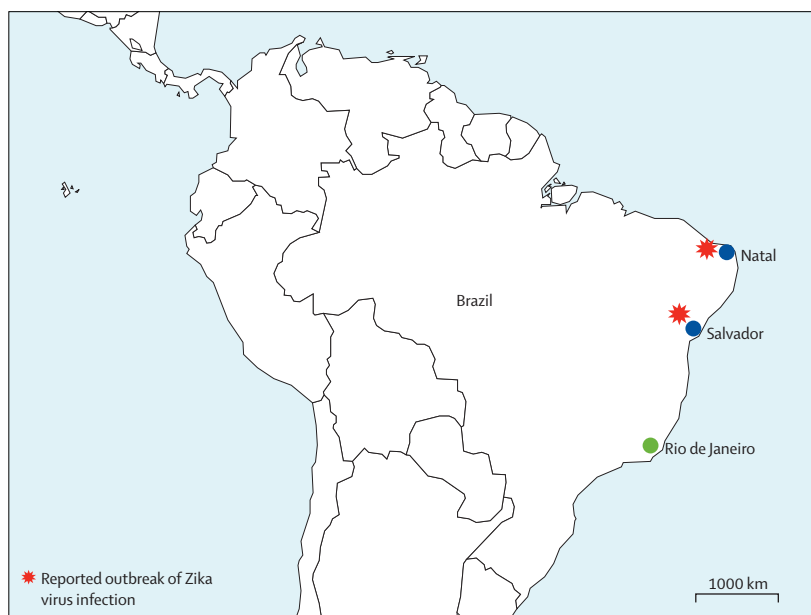 Natal
Brazil
Salvador
Rio de Janeiro
Reported outbreak of Zika
virus infection
1000 km